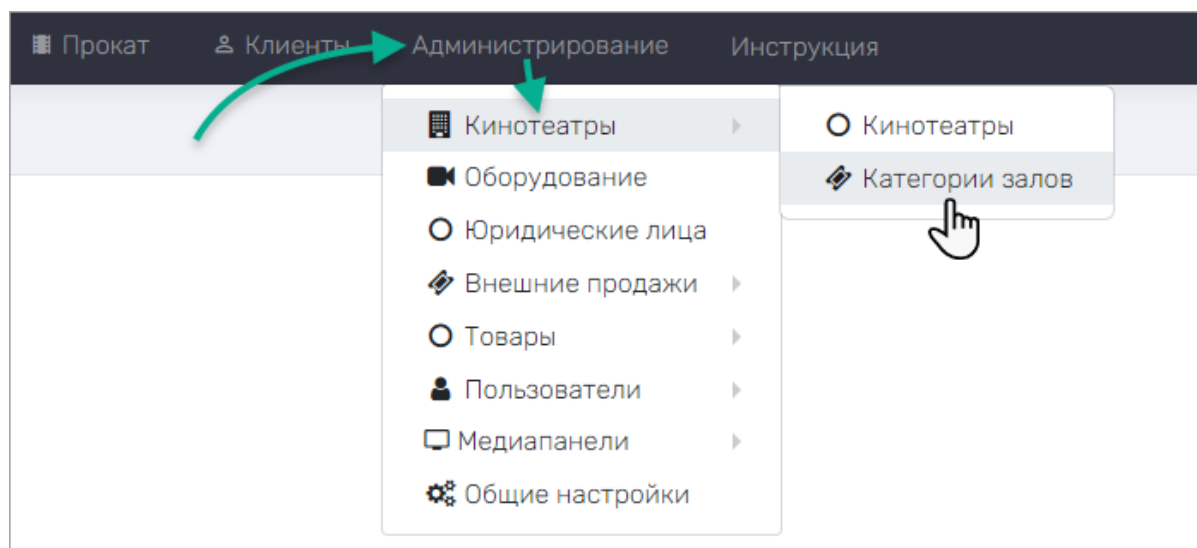 Прокат Клиенты Администрирование Инструкция
Кинотеатры
Оборудование
Юридические лица
Внешние продажи
Товары
Пользователи
Медиапанели
Общие настройки
Кинотеатры
Категории залов